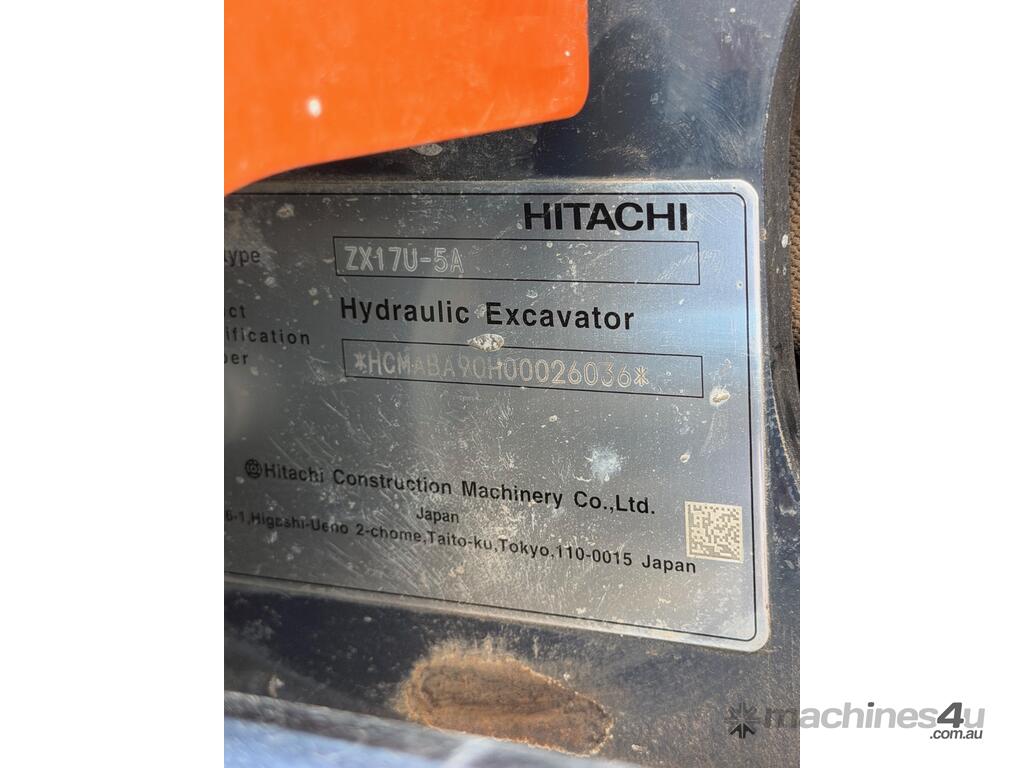 HITACHI
type
ZX17U-5A
Hydraulic Excavator
ct
ification
ber
*HCMABA90H00026036*
Hitachi Construction Machinery Co.,Ltd.
Japan
6-1,Higashi-Ueno 2-chome,Taito-ku,Tokyo,110-0015 Japan
machines4u
.com.au